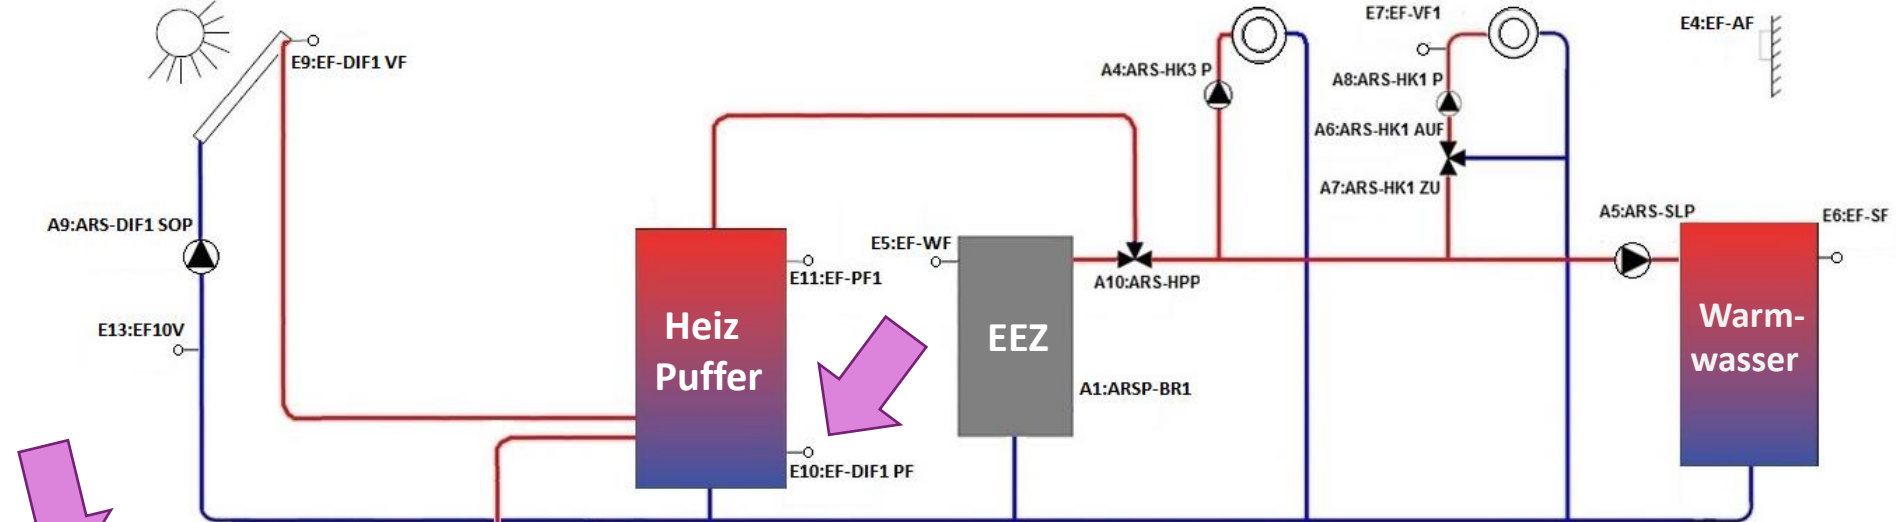 E7:EF-VF1
E4:EF-AF
E9:EF-DIF1 VF
A4:ARS-HK3 P
A8:ARS-HK1 P
A6:ARS-HK1 AUF
A7:ARS-HK1 ZU
A9:ARS-DIF1 SOP
A5:ARS-SLP
E6:EF-SF
E5:EF-WF
E11:EF-PF1
A10:ARS-HPP
E13:EF10V
Heiz
Puffer
EEZ
Warm-
wasser
A1:ARSP-BR1
E10:EF-DIF1 PF